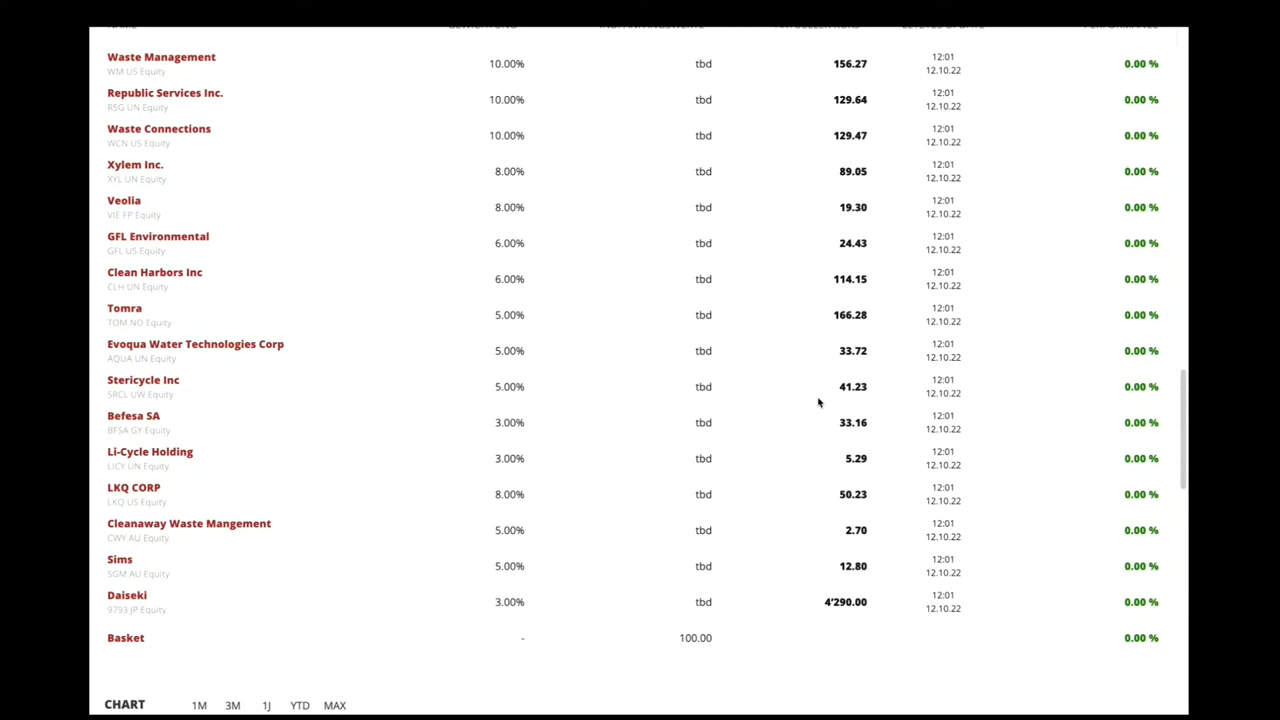 Waste Management 10.00% tbd 156.27 12:01 0.00 %
WM US Equity 12.10.22
Republic Services Inc. 10.00% tbd 129.64 12:01 0.00 %
RSG UN Equity 12.10.22
Waste Connections 10.00% tbd 129.47 12:01 0.00 %
WCN US Equity 12.10.22
Xylem Inc. 8.00% tbd 89.05 12:01 0.00 %
XYL UN Equity 12.10.22
Veolia 8.00% tbd 19.30 12:01 0.00 %
VIE FP Equity 12.10.22
GFL Environmental 6.00% tbd 24.43 12:01 0.00 %
GFL US Equity 12.10.22
Clean Harbors Inc 6.00% tbd 114.15 12:01 0.00 %
CLH UN Equity 12.10.22
Tomra 5.00% tbd 166.28 12:01 0.00 %
TOM NO Equity 12.10.22
Evoqua Water Technologies Corp 5.00% tbd 33.72 12:01 0.00 %
AQUA UN Equity 12.10.22
Stericycle Inc 5.00% tbd 41.23 12:01 0.00 %
SRCL UW Equity 12.10.22
Befesa SA 3.00% tbd 33.16 12:01 0.00 %
BFSA GY Equity 12.10.22
Li-Cycle Holding 3.00% tbd 5.29 12:01 0.00 %
LICY UN Equity 12.10.22
LKQ CORP 8.00% tbd 50.23 12:01 0.00 %
LKQ US Equity 12.10.22
Cleanaway Waste Mangement 5.00% tbd 2.70 12:01 0.00 %
CWY AU Equity 12.10.22
Sims 5.00% tbd 12.80 12:01 0.00 %
SGM AU Equity 12.10.22
Daiseki 3.00% tbd 4'290.00 12:01 0.00 %
9793 JP Equity 12.10.22
Basket - 100.00 0.00 %
CHART 1M 3M 1J YTD MAX